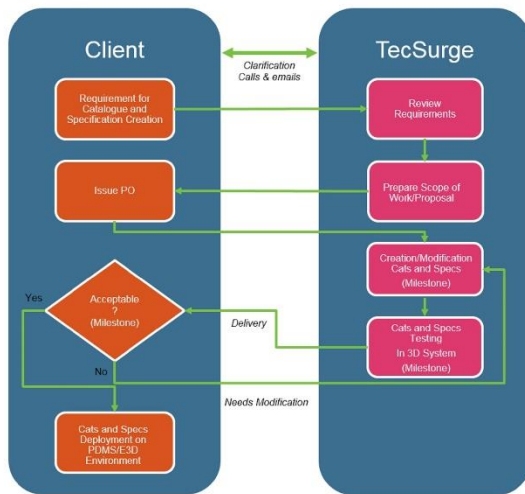 Client
TecSurge
Clarification
Calls & emails
Requirement for
Catalogue and
Specification Creation
Review
Requirements
Issue PO
Prepare Scope of
Work/Proposal
Creation/Modification
Cats and Specs
(Milestone)
Yes
Acceptable
?
(Milestone)
Delivery
Cats and Specs
Testing
In 3D System
(Milestone)
No
Needs Modification
Cats and Specs
Deployment on
PDMS/E3D
Environment